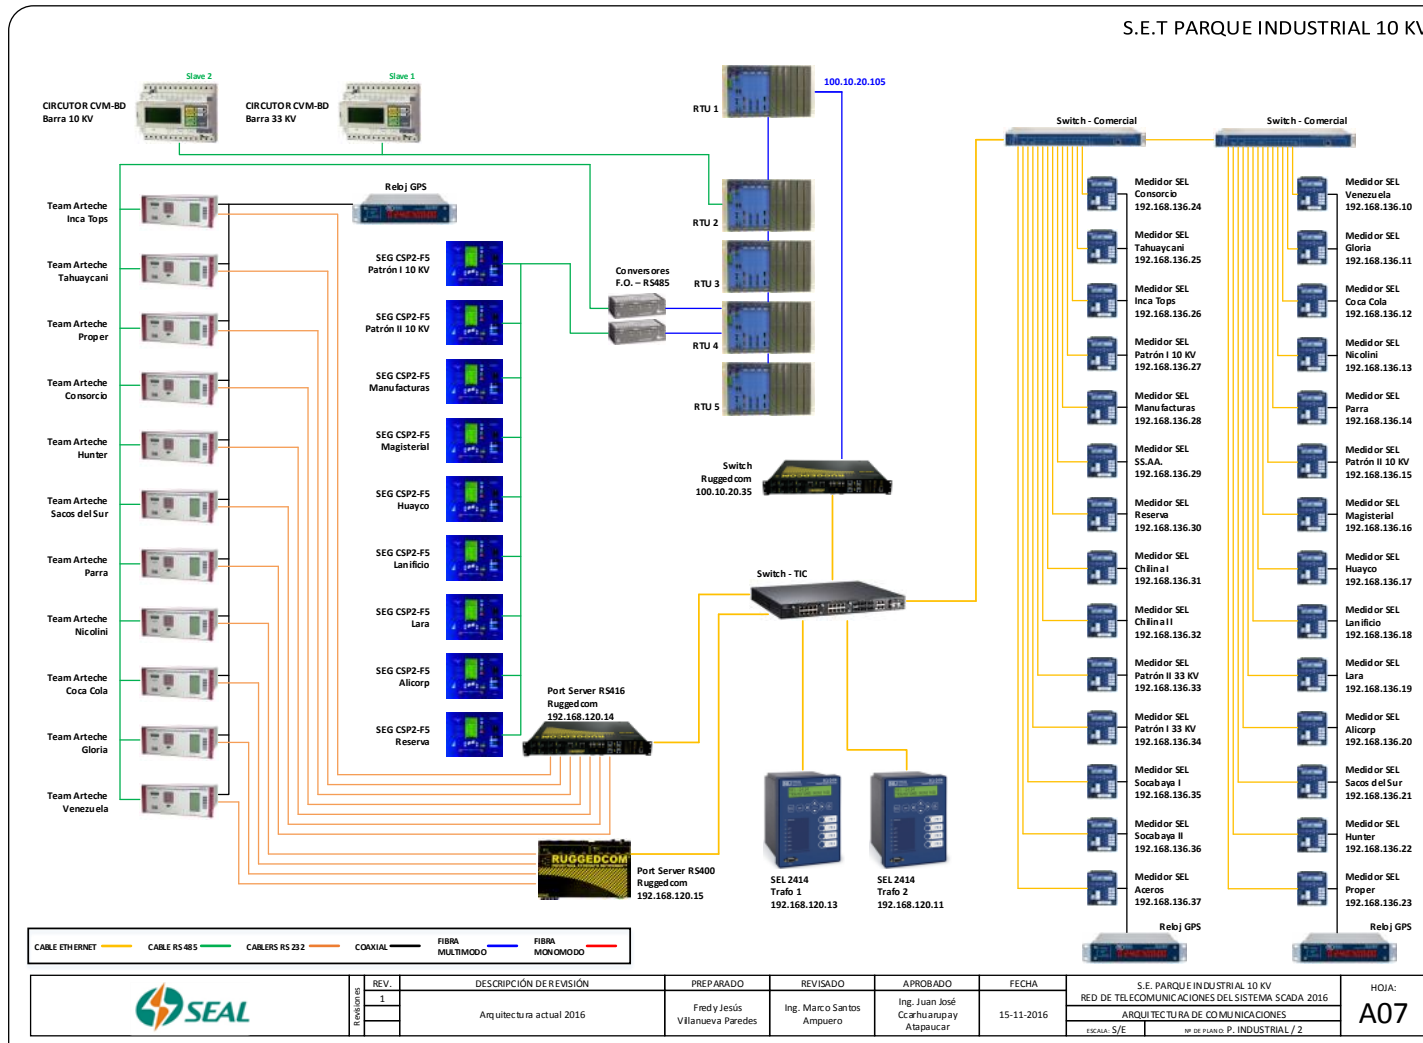 S.E.T PARQUE INDUSTRIAL 10 KV
Slave 2
Slave 1
CIRCUTOR CVM-BD
Barra 10 KV
CIRCUTOR CVM-BD
Barra 33 KV
RTU 1
100.10.20.105
RTU 2
RTU 3
RTU 4
RTU 5
Reloj GPS
Team Arteche
Inca Tops
Team Arteche
Tahuaycani
Team Arteche
Proper
Team Arteche
Consorcio
Team Arteche
Hunter
Team Arteche
Sacos del Sur
Team Arteche
Parra
Team Arteche
Nicolini
Team Arteche
Coca Cola
Team Arteche
Gloria
Team Arteche
Venezuela
SEG CSP2-F5
Patrón I 10 KV
SEG CSP2-F5
Patrón II 10 KV
SEG CSP2-F5
Manufacturas
SEG CSP2-F5
Magisterial
SEG CSP2-F5
Huayco
SEG CSP2-F5
Lanificio
SEG CSP2-F5
Lara
SEG CSP2-F5
Alicorp
SEG CSP2-F5
Reserva
Conversores
F.O. – RS485
Switch
Ruggedcom
100.10.20.35
RUGGEDCOM
Switch - TIC
Port Server RS416
Ruggedcom
192.168.120.14
RUGGEDCOM
RUGGEDCOM
Port Server RS400
Ruggedcom
192.168.120.15
SEL 2414
Trafo 1
192.168.120.13
SEL 2414
Trafo 2
192.168.120.11
Switch - Comercial
Switch - Comercial
Medidor SEL
Consorcio
192.168.136.24
Medidor SEL
Tahuaycani
192.168.136.25
Medidor SEL
Inca Tops
192.168.136.26
Medidor SEL
Patrón I 10 KV
192.168.136.27
Medidor SEL
Manufacturas
192.168.136.28
Medidor SEL
SS.AA.
192.168.136.29
Medidor SEL
Reserva
192.168.136.30
Medidor SEL
Chilina I
192.168.136.31
Medidor SEL
Chilina II
192.168.136.32
Medidor SEL
Patrón II 33 KV
192.168.136.33
Medidor SEL
Patrón I 33 KV
192.168.136.34
Medidor SEL
Socabaya I
192.168.136.35
Medidor SEL
Socabaya II
192.168.136.36
Medidor SEL
Aceros
192.168.136.37
Reloj GPS
Medidor SEL
Venezuela
192.168.136.10
Medidor SEL
Gloria
192.168.136.11
Medidor SEL
Coca Cola
192.168.136.12
Medidor SEL
Nicolini
192.168.136.13
Medidor SEL
Parra
192.168.136.14
Medidor SEL
Patrón II 10 KV
192.168.136.15
Medidor SEL
Magisterial
192.168.136.16
Medidor SEL
Huayco
192.168.136.17
Medidor SEL
Lanificio
192.168.136.18
Medidor SEL
Lara
192.168.136.19
Medidor SEL
Alicorp
192.168.136.20
Medidor SEL
Sacos del Sur
192.168.136.21
Medidor SEL
Hunter
192.168.136.22
Medidor SEL
Proper
192.168.136.23
Reloj GPS
CABLE ETHERNET
CABLE RS 485
CABLERS RS 232
COAXIAL
FIBRA
MULTIMODO
FIBRA
MONOMODO
SEAL
Revisiones
REV.
DESCRIPCIÓN DE REVISIÓN
PREPARADO
REVISADO
APROBADO
FECHA
1
Arquitectura actual 2016
Fredy Jesús
Villanueva Paredes
Ing. Marco Santos
Ampuero
Ing. Juan José
Ccarhuarupay
Atapaucar
15-11-2016
S.E. PARQUE INDUSTRIAL 10 KV
RED DE TELECOMUNICACIONES DEL SISTEMA SCADA 2016
ARQUITECTURA DE COMUNICACIONES
ESCALA: S/E
Nº DE PLANO: P. INDUSTRIAL / 2
HOJA:
A07